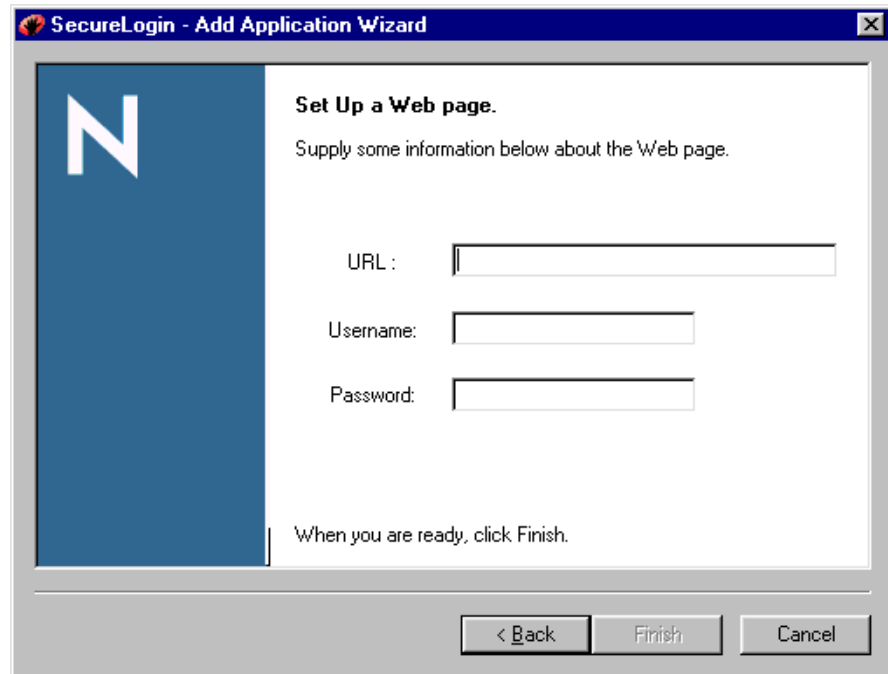 SecureLogin - Add Application Wizard
N
Set Up a Web page.
Supply some information below about the Web page.
URL :
Username:
Password:
When you are ready, click Finish.
< Back
Finish
Cancel